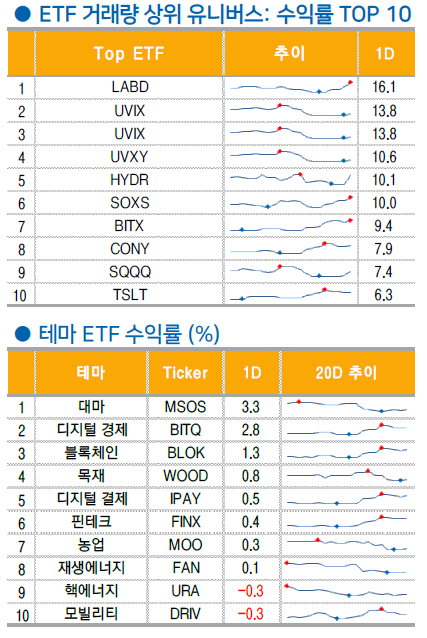 ● ETF 거래량 상위 유니버스: 수익률 TOP 10
Top ETF 추이 1D
1 LABD 16.1
2 UVIX 13.8
3 UVIX 13.8
4 UVXY 10.6
5 HYDR 10.1
6 SOXS 10.0
7 BITX 9.4
8 CONY 7.9
9 SQQQ 7.4
10 TSLT 6.3
● 테마 ETF 수익률 (%)
테마 Ticker 1D 20D 추이
1 대마 MSOS 3.3
2 디지털 경제 BITQ 2.8
3 블록체인 BLOK 1.3
4 목재 WOOD 0.8
5 디지털 결제 IPAY 0.5
6 핀테크 FINX 0.4
7 농업 MOO 0.3
8 재생에너지 FAN 0.1
9 핵에너지 URA -0.3
10 모빌리티 DRIV -0.3